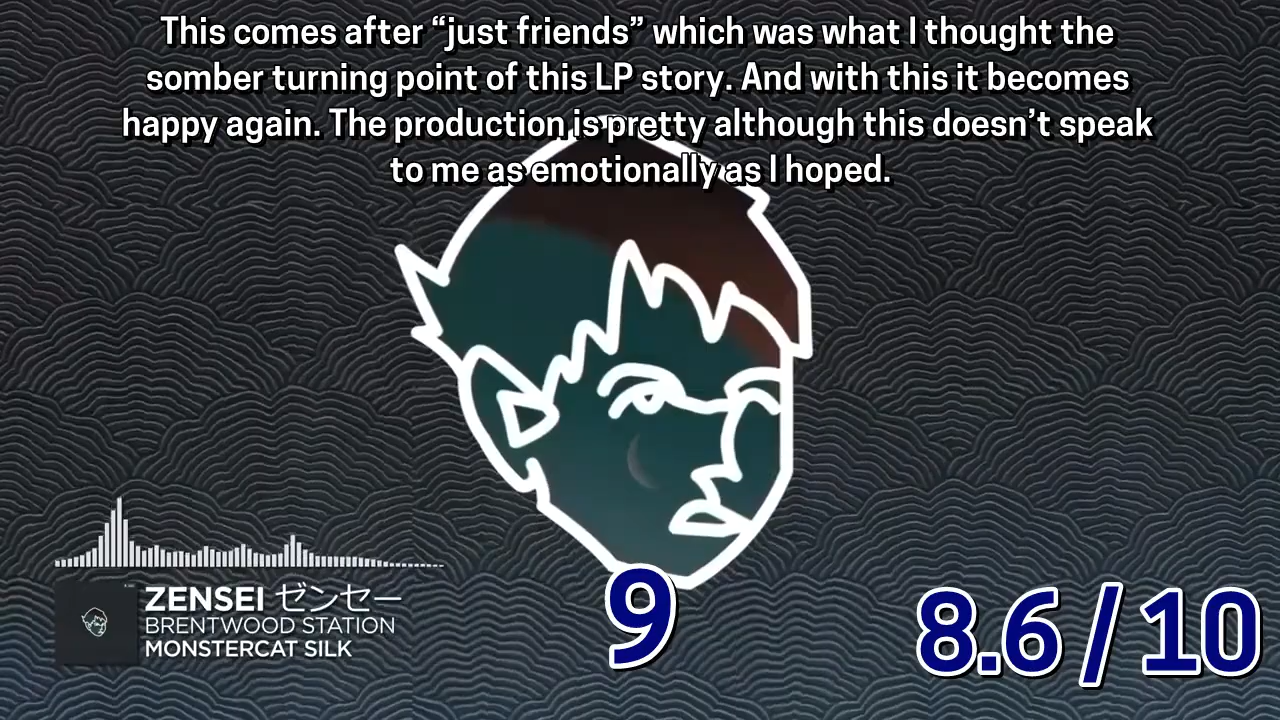 This comes after “just friends” which was what I thought the
somber turning point of this LP story. And with this it becomes
happy again. The production is pretty although this doesn’t speak
to me as emotionally as I hoped.
ZENSEI ゼンセー
BRENTWOOD STATION
MONSTERCAT SILK
9
8.6 / 10